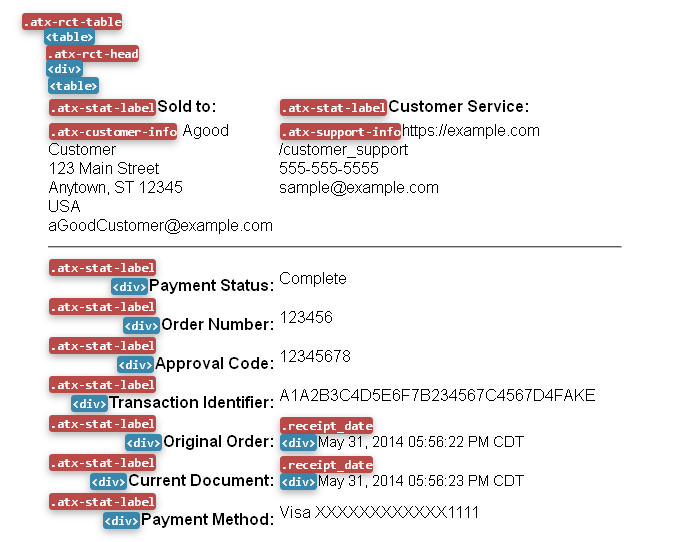 .atx-rct-table
<table>
.atx-rct-head
<div>
<table>
.atx-stat-label Sold to: .atx-stat-label Customer Service:
.atx-customer-info Agood .atx-support-info https://example.com
Customer /customer_support
123 Main Street 555-555-5555
Anytown, ST 12345 sample@example.com
USA
aGoodCustomer@example.com
.atx-stat-label
<div> Payment Status: Complete
.atx-stat-label
<div> Order Number: 123456
.atx-stat-label
<div> Approval Code: 12345678
.atx-stat-label
<div> Transaction Identifier: A1A2B3C4D5E6F7B234567C4567D4FAKE
.atx-stat-label .receipt_date
<div> Original Order: <div> May 31, 2014 05:56:22 PM CDT
.atx-stat-label .receipt_date
<div> Current Document: <div> May 31, 2014 05:56:23 PM CDT
.atx-stat-label
<div> Payment Method: Visa XXXXXXXXXXXX1111